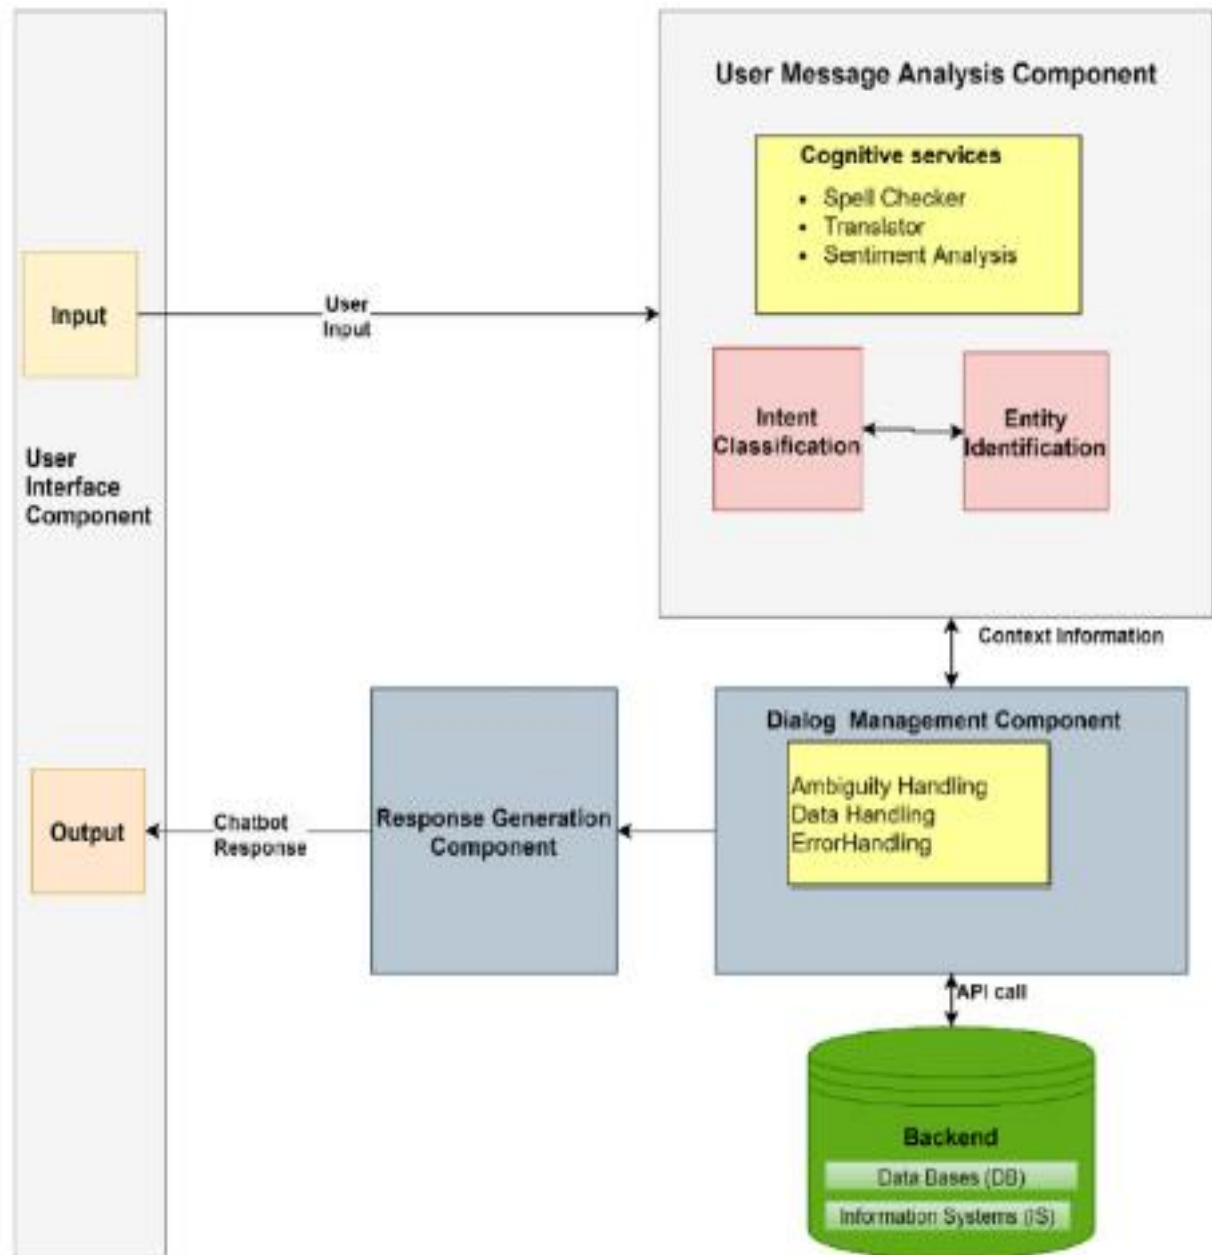 User Message Analysis Component
Cognitive services
• Spell Checker
• Translator
• Sentiment Analysis
Input
User
Input
Intent
Classification
Entity
Identification
User
Interface
Component
Context Information
Dialog Management Component
Ambiguity Handling
Data Handling
ErrorHandling
Response Generation
Component
Chatbot
Response
Output
API call
Backend
Data Bases (DB)
Information Systems (IS)